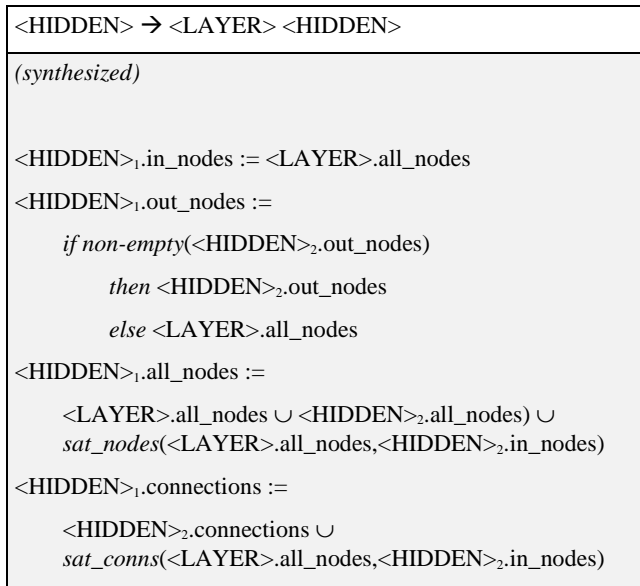 <HIDDEN> → <LAYER> <HIDDEN>
(synthesized)
<HIDDEN>₁.in_nodes := <LAYER>.all_nodes
<HIDDEN>₁.out_nodes :=
if non-empty(<HIDDEN>₂.out_nodes)
then <HIDDEN>₂.out_nodes
else <LAYER>.all_nodes
<HIDDEN>₁.all_nodes :=
<LAYER>.all_nodes ∪ <HIDDEN>₂.all_nodes) ∪
sat_nodes(<LAYER>.all_nodes,<HIDDEN>₂.in_nodes)
<HIDDEN>₁.connections :=
<HIDDEN>₂.connections ∪
sat_conns(<LAYER>.all_nodes,<HIDDEN>₂.in_nodes)